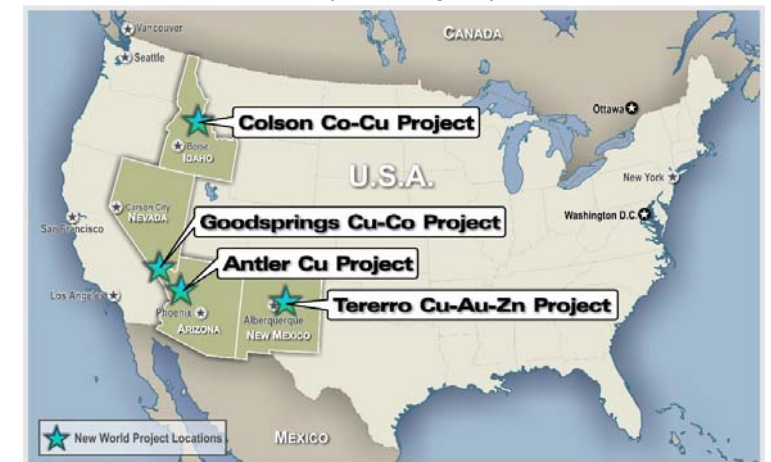 Vancouver
CANADA
Seattle
Ottawa
Colson Co-Cu Project
Boise
IDAHO
U.S.A.
New York
Carson City
NEVADA
Washington D.C.
Goodsprings Cu-Co Project
San Francisco
Antler Cu Project
Los Angeles
Tererro Cu-Au-Zn Project
Phoenix
Alberquerque
ARIZONA
NEW MEXICO
New World Project Locations
MEXICO